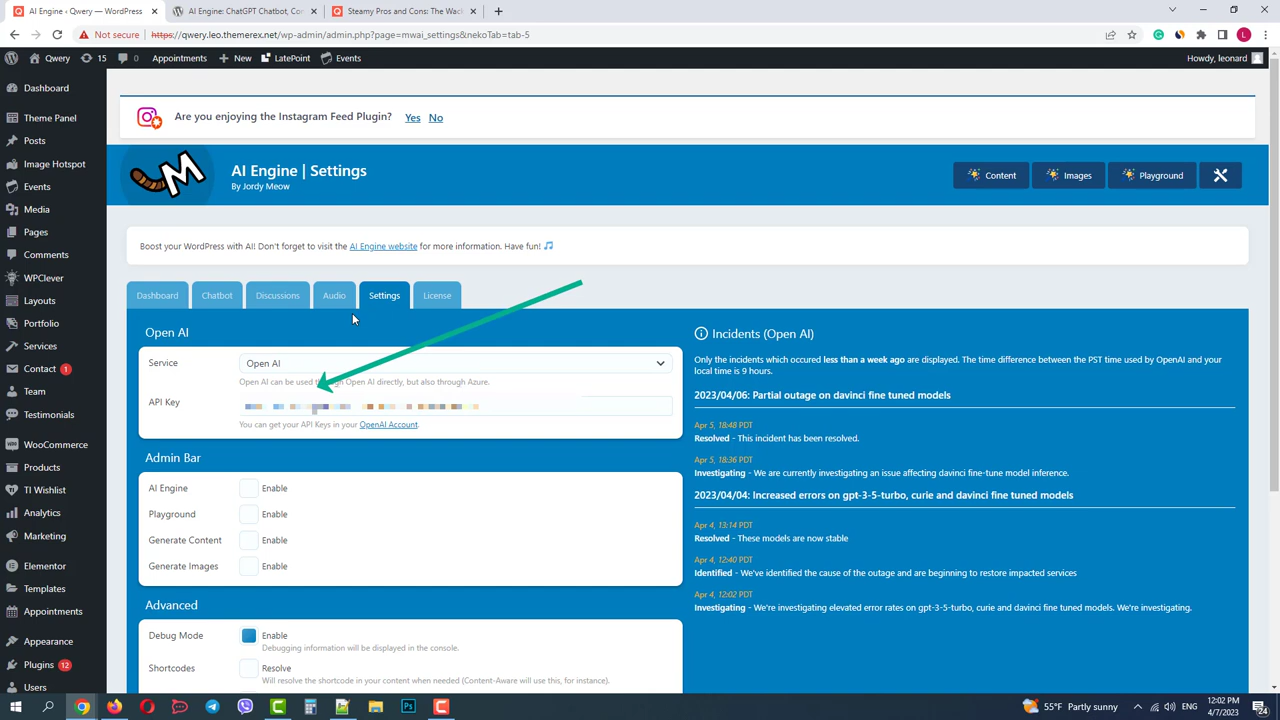 AI Engine ‹ Qwery — WordPress
AI Engine: ChatGPT Chatbot, Con
Steamy Pros and Cons: The Wack
Not secure
https://qwery.leo.themerex.net/wp-admin/admin.php?page=mwai_settings&nekoTab=tab-5
L
Qwery
15
0
Appointments
New
LatePoint
Events
Howdy, leonard
Dashboard
Theme Panel
Posts
Image Hotspot
Events
Media
Pages
Comments
WPClever
Layouts
Portfolio
Services
Contact 1
Team
Testimonials
WooCommerce
Products
TI Wishlist
Analytics
Marketing
Elementor
Templates
Appointments
Appearance
Plugins 12
Users
Are you enjoying the Instagram Feed Plugin? Yes No
M
AI Engine | Settings
By Jordy Meow
Content
Images
Playground
Boost your WordPress with AI! Don't forget to visit the AI Engine website for more information. Have fun! 🎵
Dashboard
Chatbot
Discussions
Audio
Settings
License
Open AI
Service
Open AI
Open AI can be used through Open AI directly, but also through Azure.
API Key
You can get your API Keys in your OpenAI Account.
Admin Bar
AI Engine Enable
Playground Enable
Generate Content Enable
Generate Images Enable
Advanced
Debug Mode Enable
Debugging information will be displayed in the console.
Shortcodes Resolve
Will resolve the shortcode in your content when needed (Content-Aware will use this, for instance).
Incidents (Open AI)
Only the incidents which occured less than a week ago are displayed. The time difference between the PST time used by OpenAI and your
local time is 9 hours.
2023/04/06: Partial outage on davinci fine tuned models
Apr 5, 18:48 PDT
Resolved - This incident has been resolved.
Apr 5, 18:36 PDT
Investigating - We are currently investigating an issue affecting davinci fine-tune model inference.
2023/04/04: Increased errors on gpt-3-5-turbo, curie and davinci fine tuned models
Apr 4, 13:14 PDT
Resolved - These models are now stable
Apr 4, 12:40 PDT
Identified - We've identified the cause of the outage and are beginning to restore impacted services
Apr 4, 12:02 PDT
Investigating - We're investigating elevated error rates on gpt-3-5-turbo, curie and davinci fine tuned models. We're investigating.
Ps
C
55°F Partly sunny
ENG
12:02 PM
4/7/2023
24